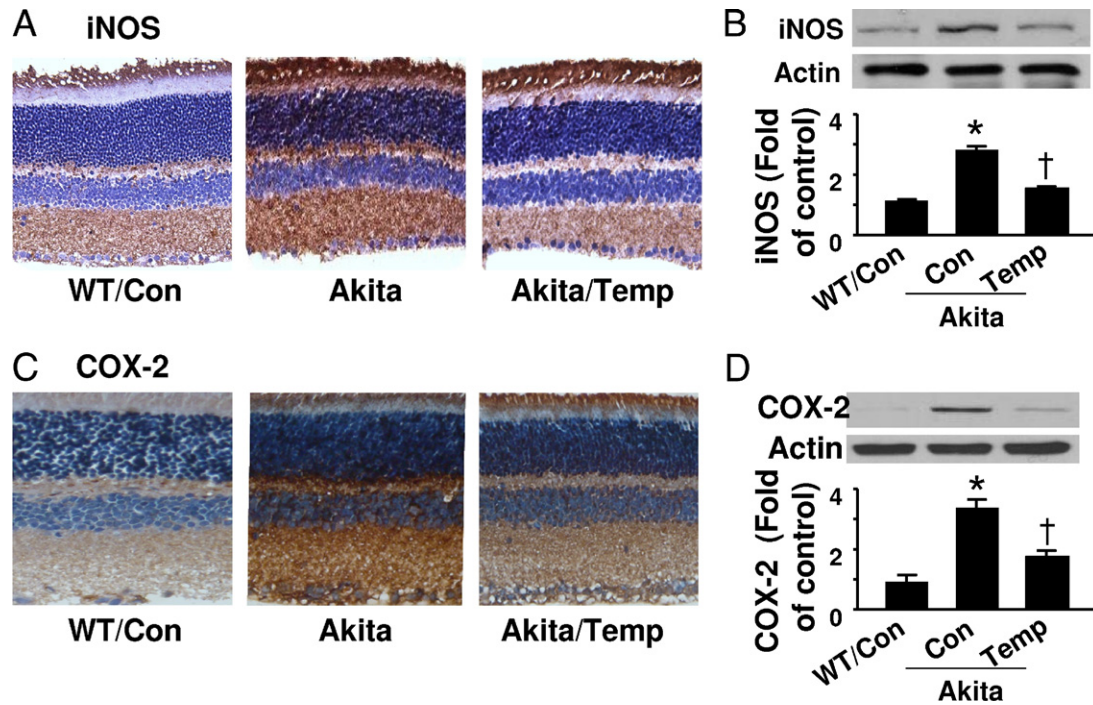 A iNOS
WT/Con Akita Akita/Temp
B iNOS
Actin
iNOS (Fold
of control)
4
2
0
*
†
WT/Con Con Temp
Akita
C COX-2
WT/Con Akita Akita/Temp
D
COX-2
Actin
COX-2 (Fold
of control)
4
2
0
*
†
WT/Con Con Temp
Akita